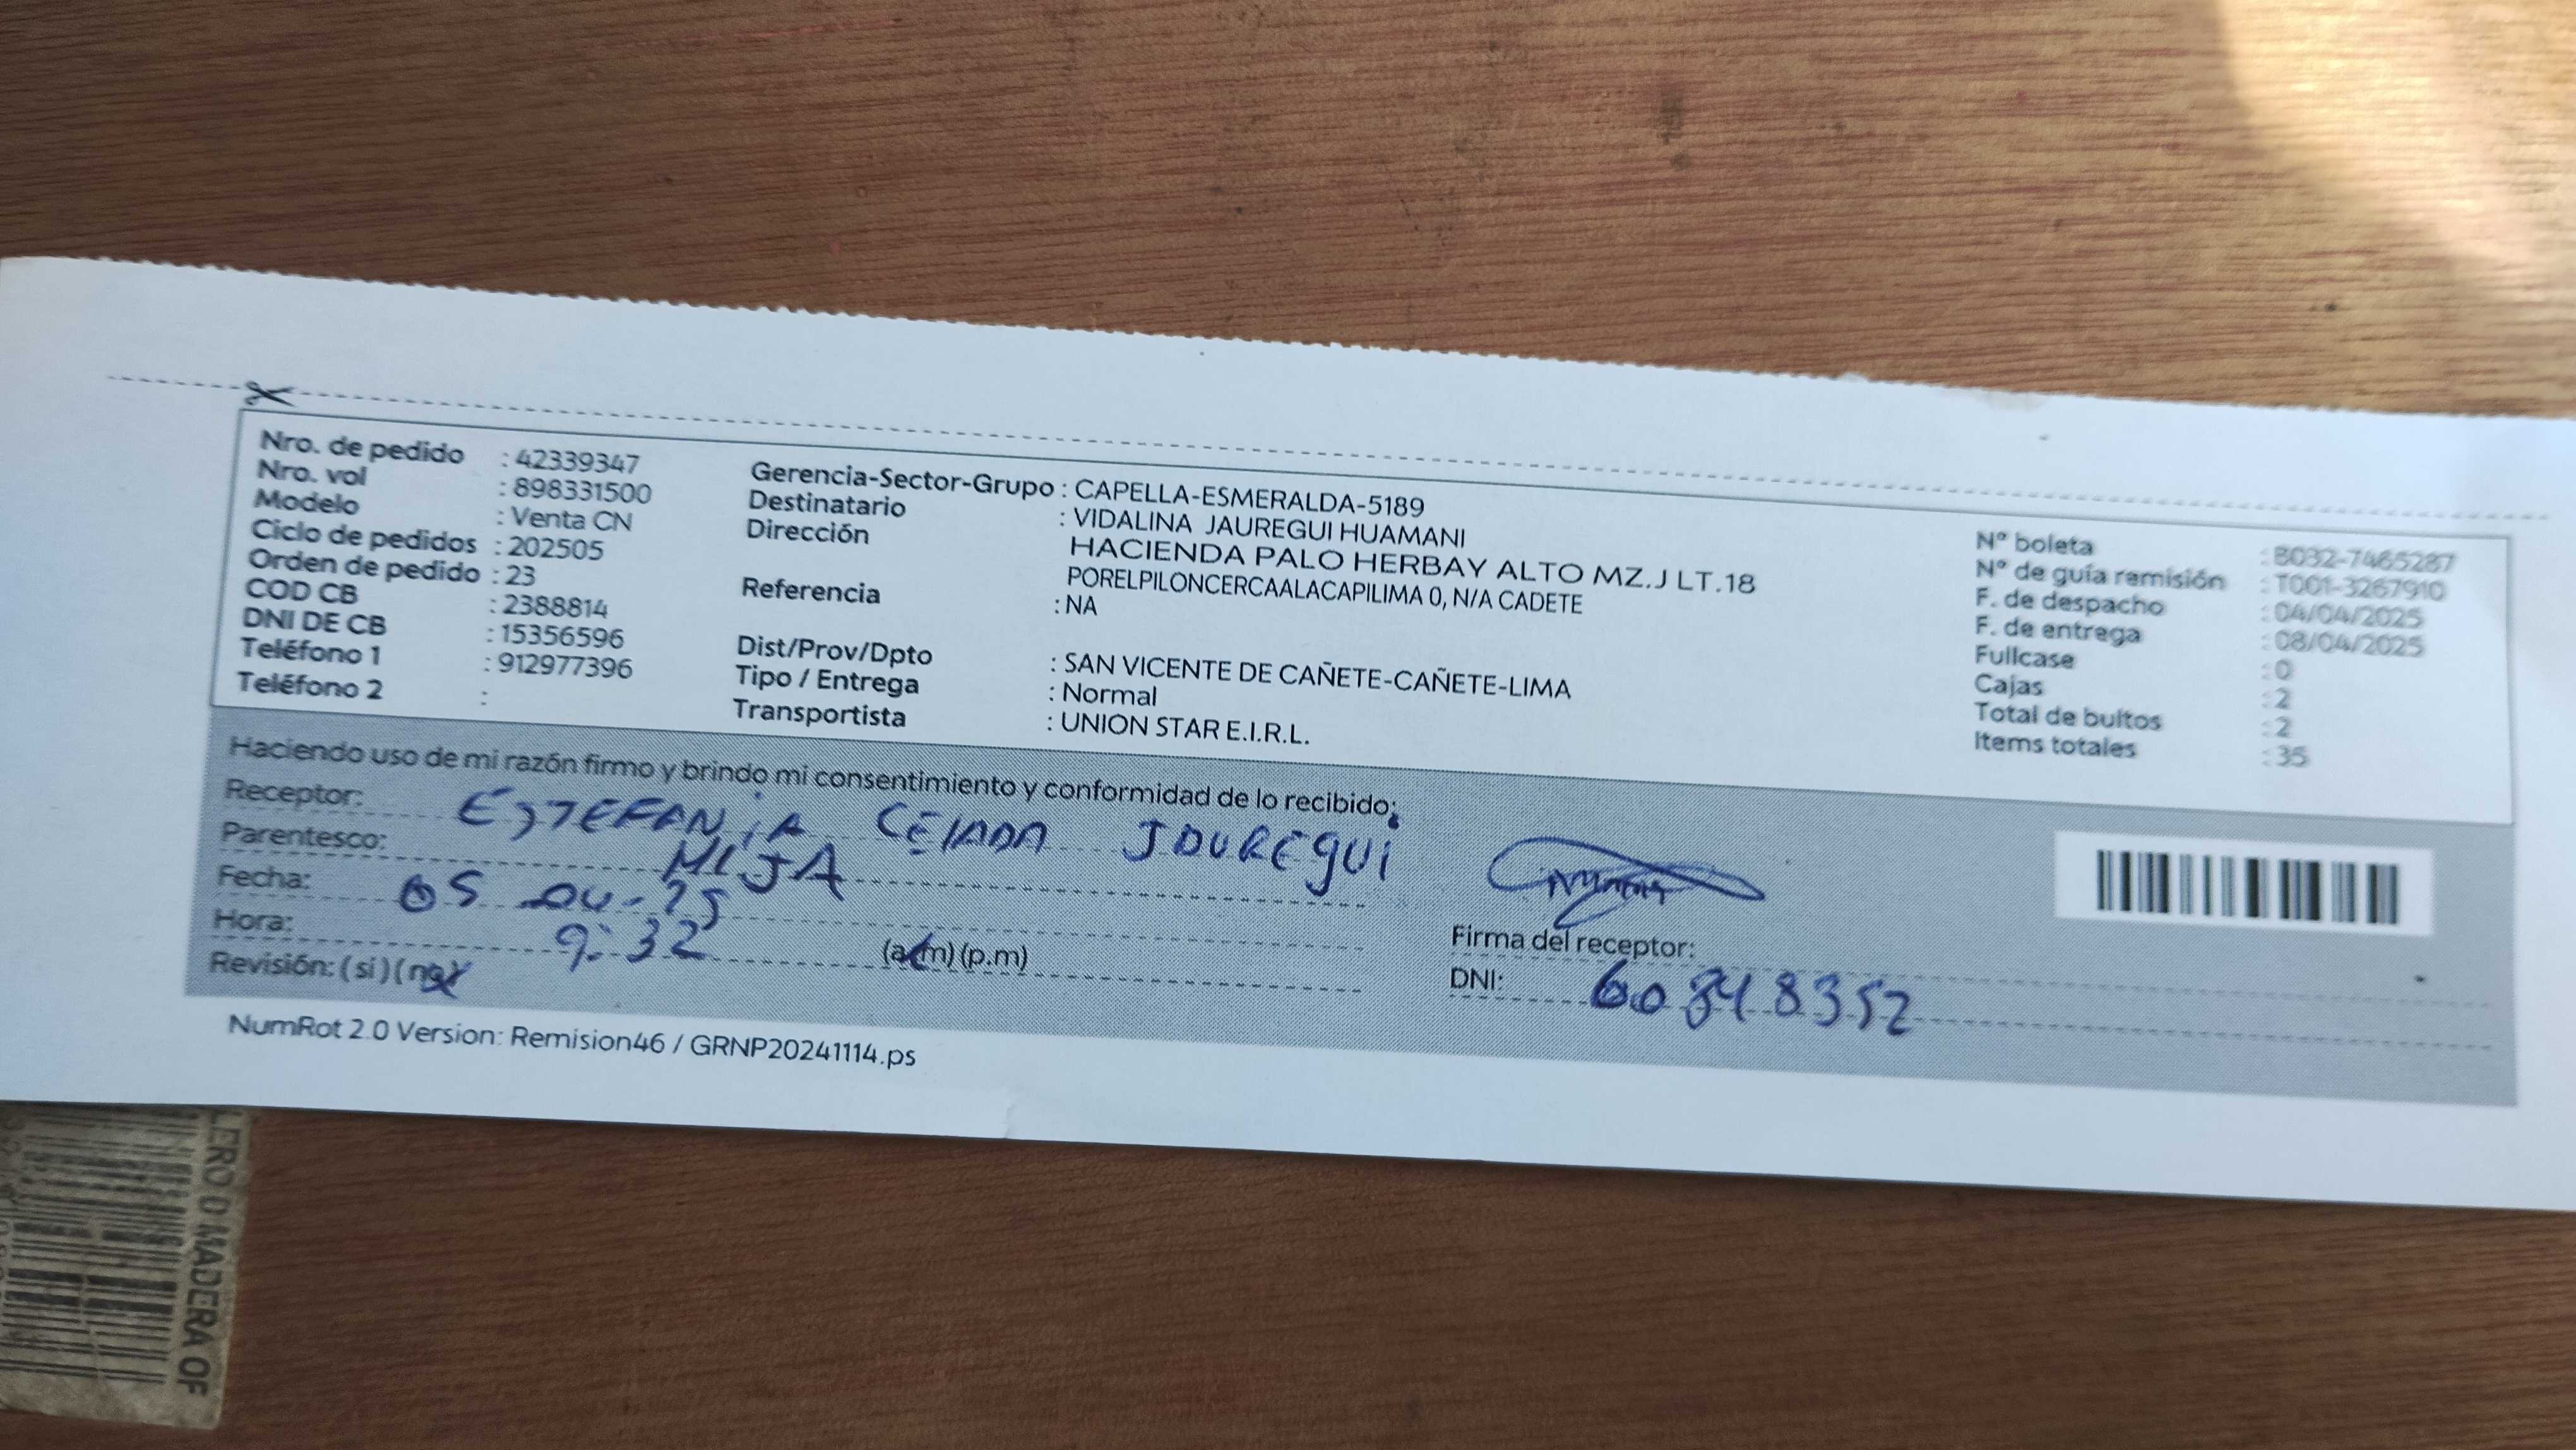 Nro. de pedido : 42339347
Nro. vol : 898331500
Modelo : Venta CN
Ciclo de pedidos : 202505
Orden de pedido : 23
COD CB : 2388814
DNI DE CB : 15356596
Teléfono 1 : 912977396
Teléfono 2 :
Gerencia-Sector-Grupo : CAPELLA-ESMERALDA-5189
Destinatario : VIDALINA JAUREGUI HUAMANI
Dirección HACIENDA PALO HERBAY ALTO MZ.J LT.18
PORELPILONCERCAALACAPILIMA 0, N/A CADETE
Referencia : NA
Dist/Prov/Dpto : SAN VICENTE DE CAÑETE-CAÑETE-LIMA
Tipo / Entrega : Normal
Transportista : UNION STAR E.I.R.L.
N° boleta : B032-7465287
N° de guía remisión : T001-3267910
F. de despacho : 04/04/2025
F. de entrega : 08/04/2025
Fullcase : 0
Cajas : 2
Total de bultos : 2
Items totales : 35
Haciendo uso de mi razón firmo y brindo mi consentimiento y conformidad de lo recibido:
Receptor: ESTEFANIA CELADA JAUREGUI
Parentesco: HIJA
Fecha: 05-04-25
Hora: 9:32 (a.m) (p.m)
Revisión: (si) (no)
Firma del receptor:
DNI: 60848352
NumRot 2.0 Version: Remision46 / GRNP20241114.ps
LERO 0 MADERA OF